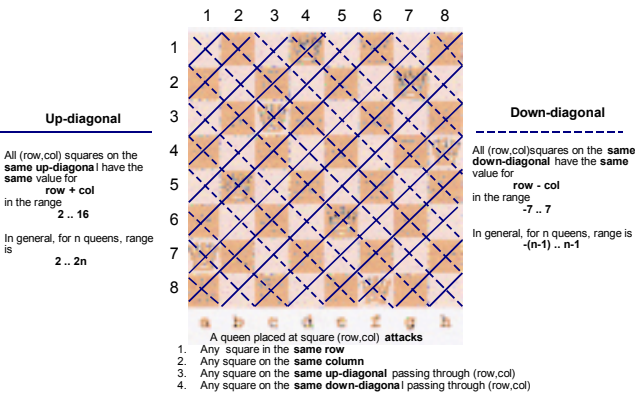 1 2 3 4 5 6 7 8
1
2
3
4
5
6
7
8
a b c d e f g h
Up-diagonal
All (row,col) squares on the
same up-diagonal have the
same value for
row + col
in the range
2 .. 16
In general, for n queens, range
is
2 .. 2n
Down-diagonal
All (row,col)squares on the same
down-diagonal have the same
value for
row - col
in the range
-7 .. 7
In general, for n queens, range is
-(n-1) .. n-1
A queen placed at square (row,col) attacks
1. Any square in the same row
2. Any square on the same column
3. Any square on the same up-diagonal passing through (row,col)
4. Any square on the same down-diagonal passing through (row,col)